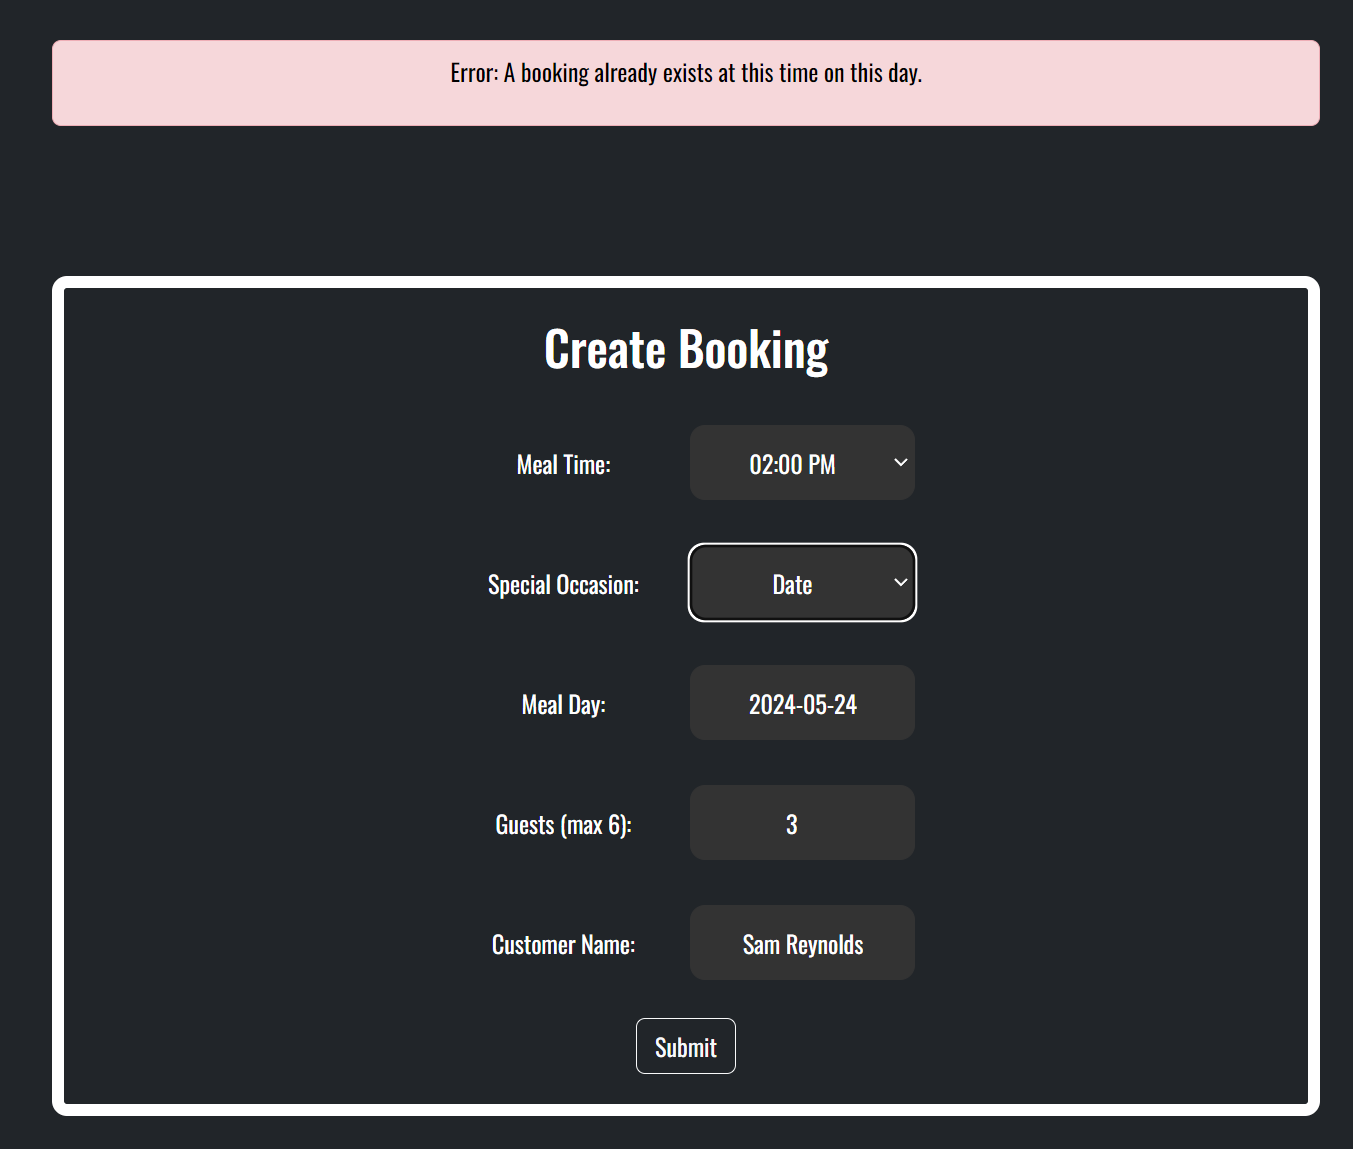 Error: A booking already exists at this time on this day.
Create Booking
Meal Time: 02:00 PM
Special Occasion: Date
Meal Day: 2024-05-24
Guests (max 6): 3
Customer Name: Sam Reynolds
Submit